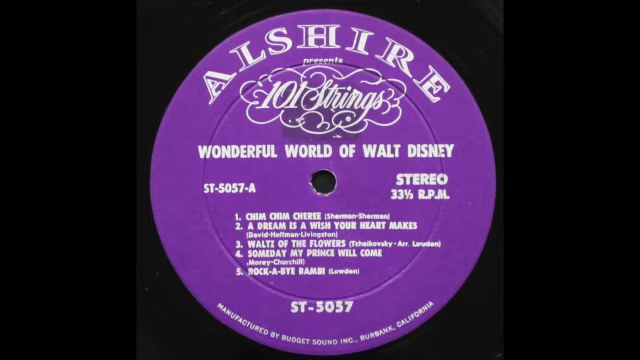 ALSHIRE
presents
101 Strings
WONDERFUL WORLD OF WALT DISNEY
ST-5057-A
STEREO
33⅓ R.P.M.
1. CHIM CHIM CHEREE (Sherman-Sherman)
2. A DREAM IS A WISH YOUR HEART MAKES
(David-Hoffman-Livingston)
3. WALTZ OF THE FLOWERS (Tchaikovsky-Arr. Lowden)
4. SOMEDAY MY PRINCE WILL COME
(Morey-Churchill)
5. ROCK-A-BYE BAMBI (Lowden)
ST-5057
MANUFACTURED BY BUDGET SOUND INC., BURBANK, CALIFORNIA